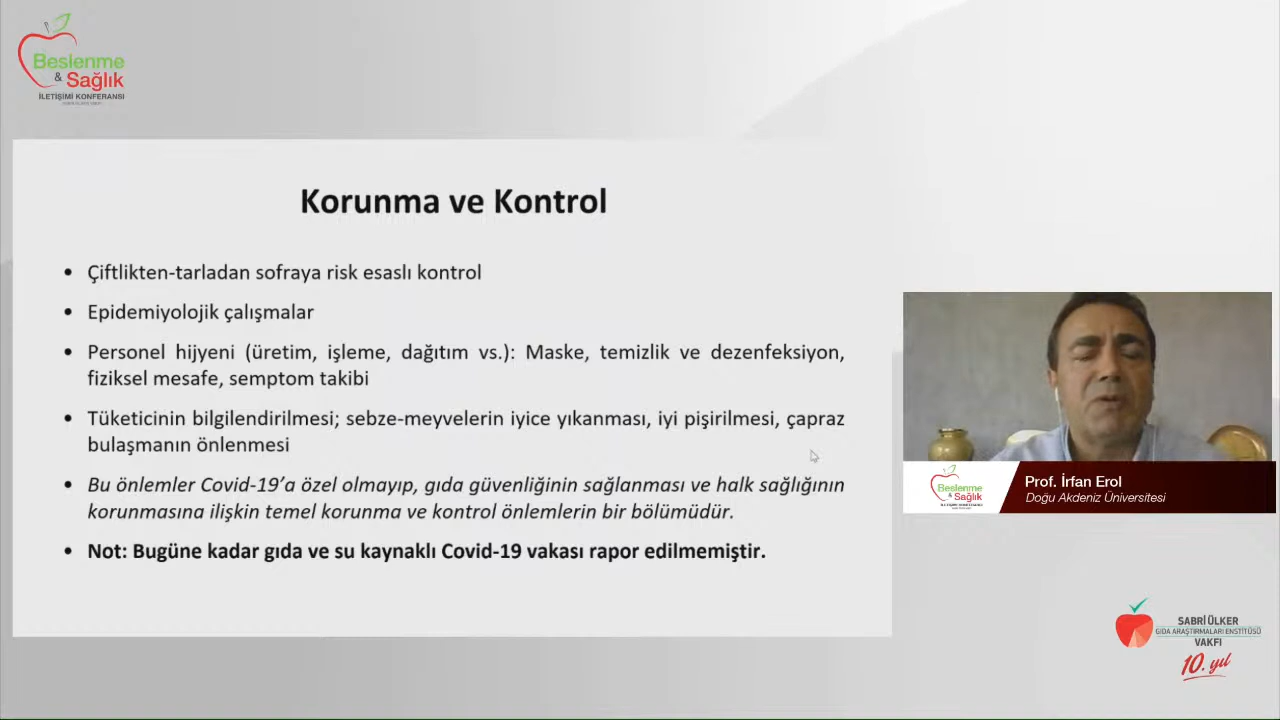 Beslenme
& Sağlık
İLETİŞİMİ KONFERANSI
Korunma ve Kontrol
• Çiftlikten-tarladan sofraya risk esaslı kontrol
• Epidemiyolojik çalışmalar
• Personel hijyeni (üretim, işleme, dağıtım vs.): Maske, temizlik ve dezenfeksiyon,
fiziksel mesafe, semptom takibi
• Tüketicinin bilgilendirilmesi; sebze-meyvelerin iyice yıkanması, iyi pişirilmesi, çapraz
bulaşmanın önlenmesi
• Bu önlemler Covid-19’a özel olmayıp, gıda güvenliğinin sağlanması ve halk sağlığının
korunmasına ilişkin temel korunma ve kontrol önlemlerin bir bölümüdür.
• Not: Bugüne kadar gıda ve su kaynaklı Covid-19 vakası rapor edilmemiştir.
Beslenme
& Sağlık
İLETİŞİMİ KONFERANSI
Prof. İrfan Erol
Doğu Akdeniz Üniversitesi
SABRİ ÜLKER
GIDA ARAŞTIRMALARI ENSTİTÜSÜ
VAKFI
10. yıl